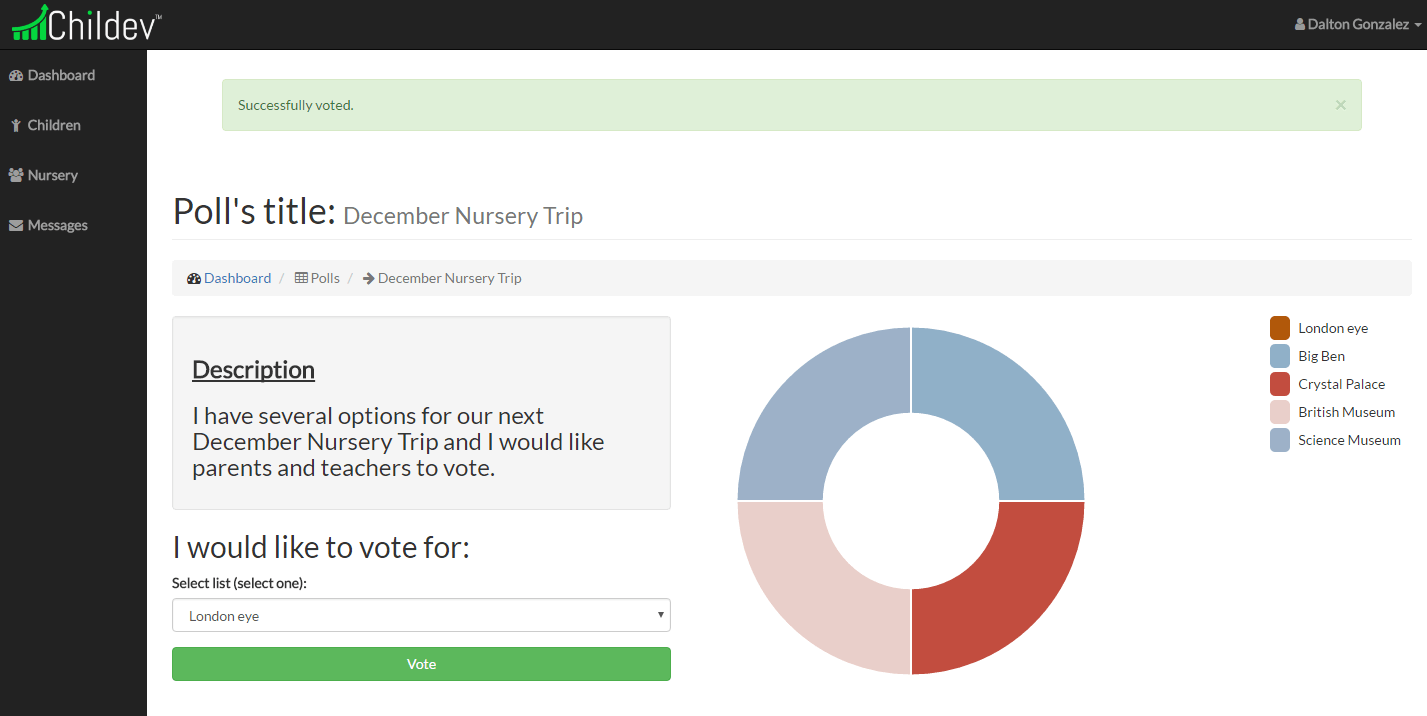 Childev™
Dalton Gonzalez
Dashboard
Children
Nursery
Messages
Successfully voted.
×
Poll's title: December Nursery Trip
Dashboard / Polls / December Nursery Trip
Description
I have several options for our next
December Nursery Trip and I would like
parents and teachers to vote.
I would like to vote for:
Select list (select one):
London eye
Vote
London eye
Big Ben
Crystal Palace
British Museum
Science Museum